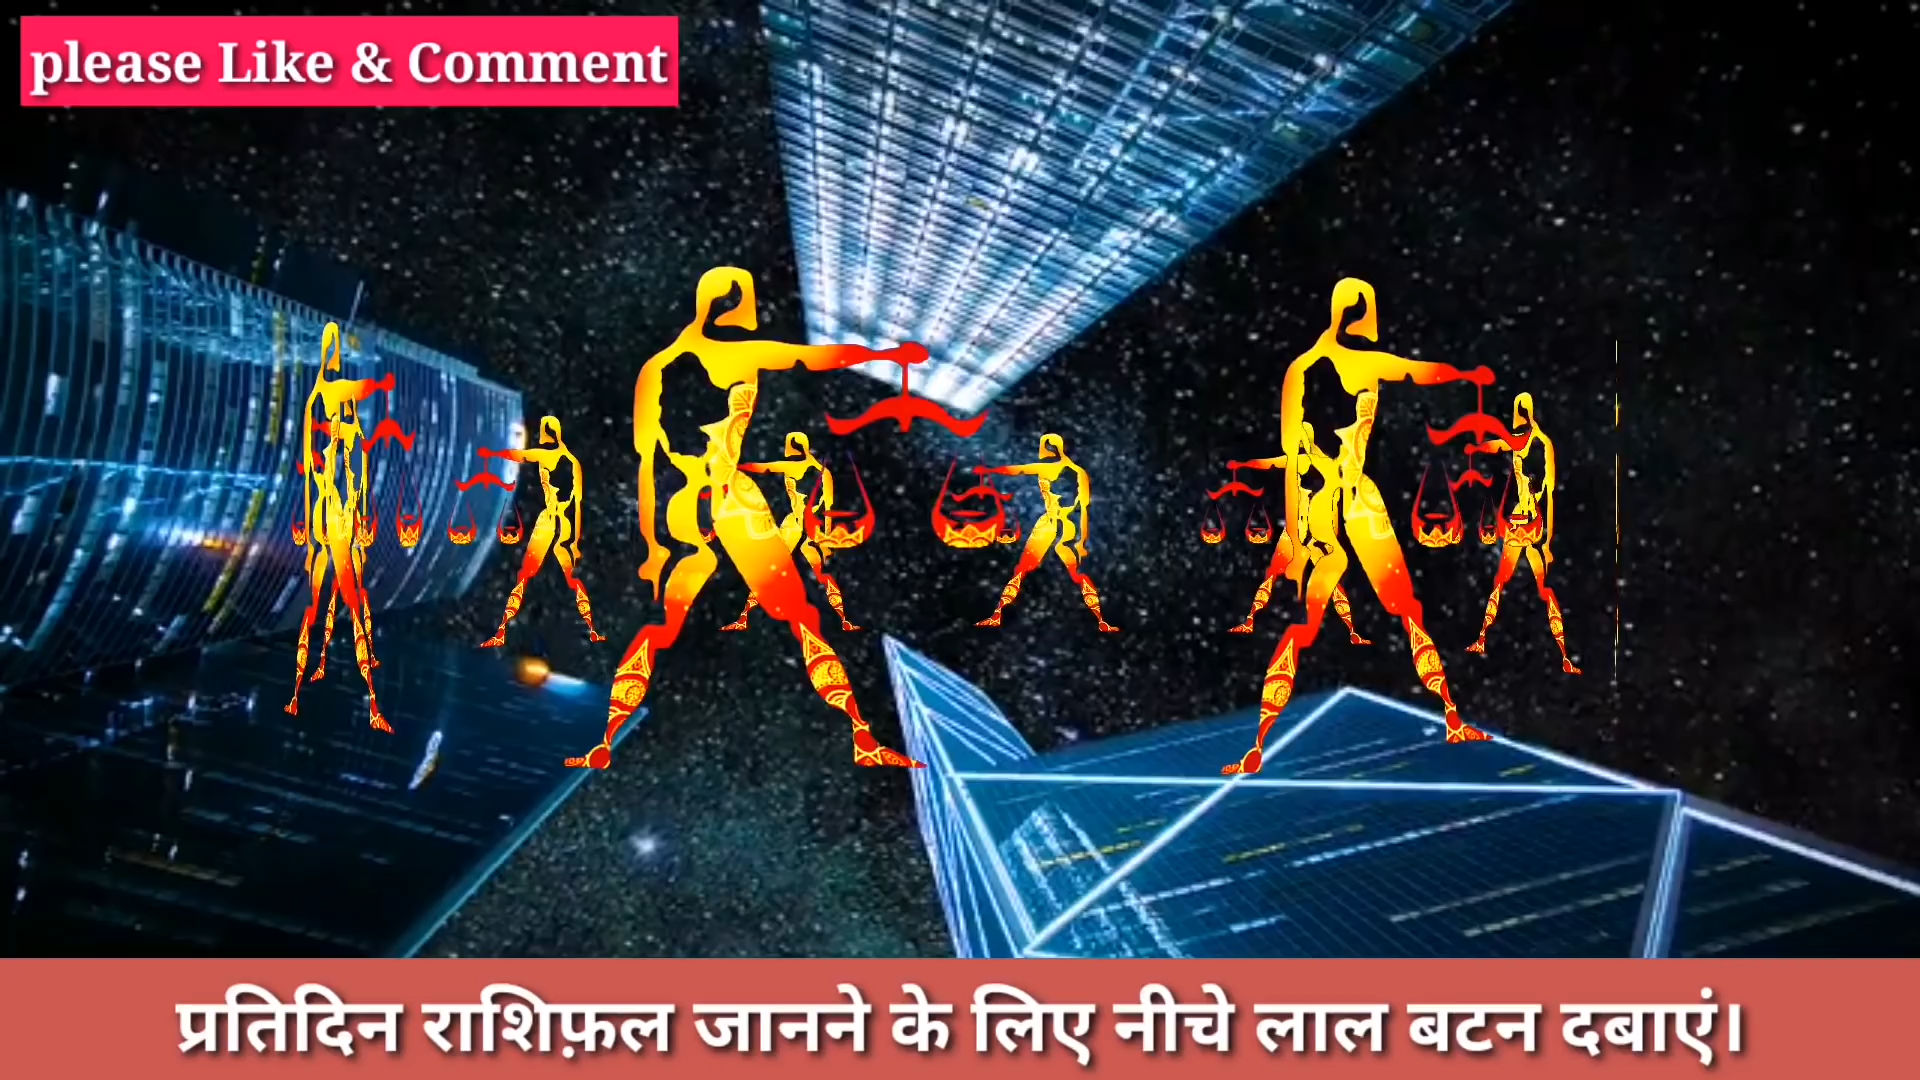 please Like & Comment
प्रतिदिन राशिफ़ल जानने के लिए नीचे लाल बटन दबाएं।